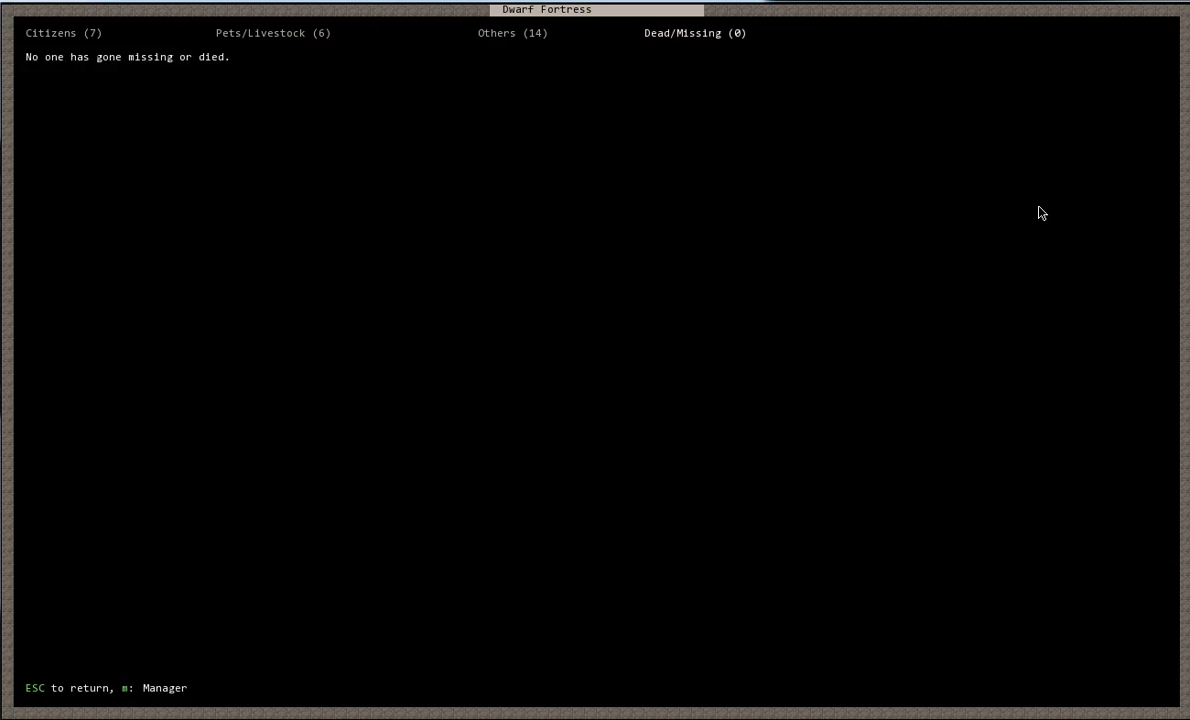 Dwarf Fortress
Citizens (7) Pets/Livestock (6) Others (14) Dead/Missing (0)
No one has gone missing or died.
ESC to return, m: Manager